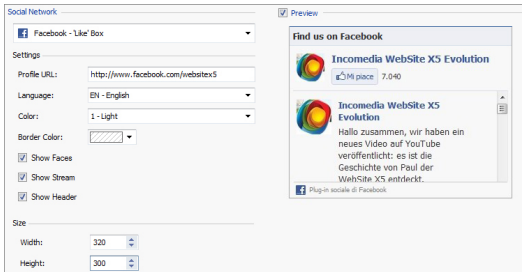 Social Network
Facebook - 'Like' Box
Settings
Profile URL: http://www.facebook.com/websitex5
Language: EN - English
Color: 1 - Light
Border Color:
Show Faces
Show Stream
Show Header
Size
Width: 320
Height: 300
Preview
Find us on Facebook
Incomedia WebSite X5 Evolution
Mi piace 7.040
Incomedia WebSite X5
Evolution
Hallo zusammen, wir haben ein
neues Video auf YouTube
veröffentlicht: es ist die
Geschichte von Paul der
WebSite X5 entdeckt.
Plug-in sociale di Facebook